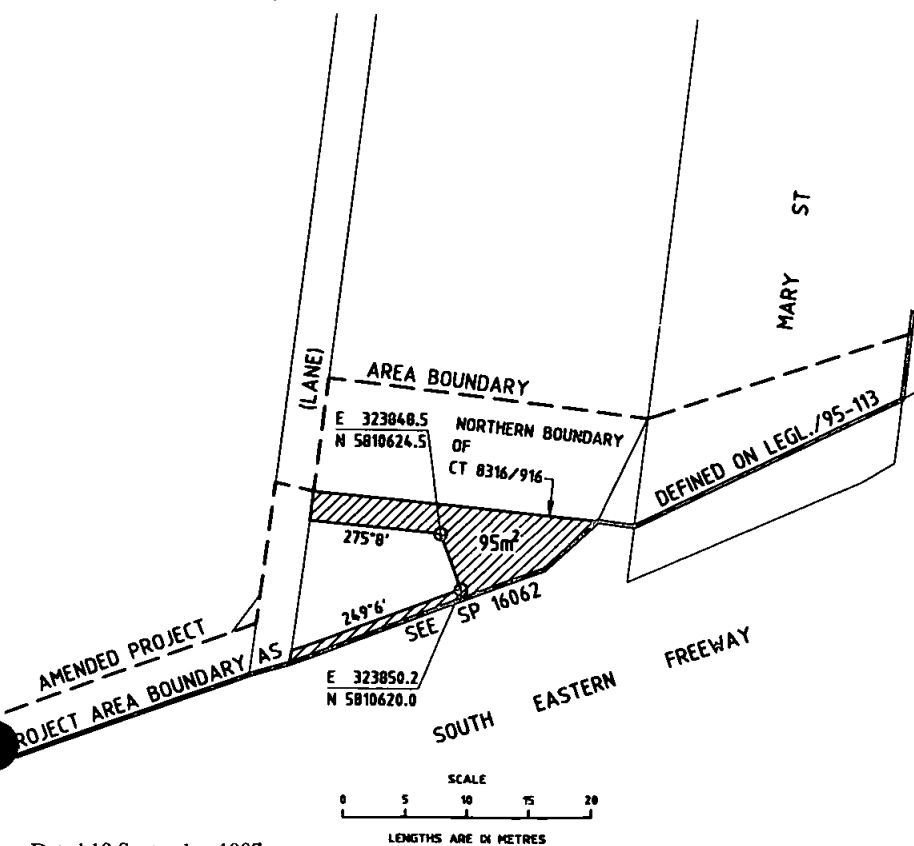 MARY ST
(LANE)
AREA BOUNDARY
E 323848.5
N 5810624.5
NORTHERN BOUNDARY
OF
CT 8316/916
DEFINED ON LEGL./95-113
275°8'
95m²
249°6'
SEE SP 16062
AMENDED PROJECT
PROJECT AREA BOUNDARY AS
E 323850.2
N 5810620.0
SOUTH EASTERN FREEWAY
SCALE
0 5 10 15 20
LENGTHS ARE IN METRES